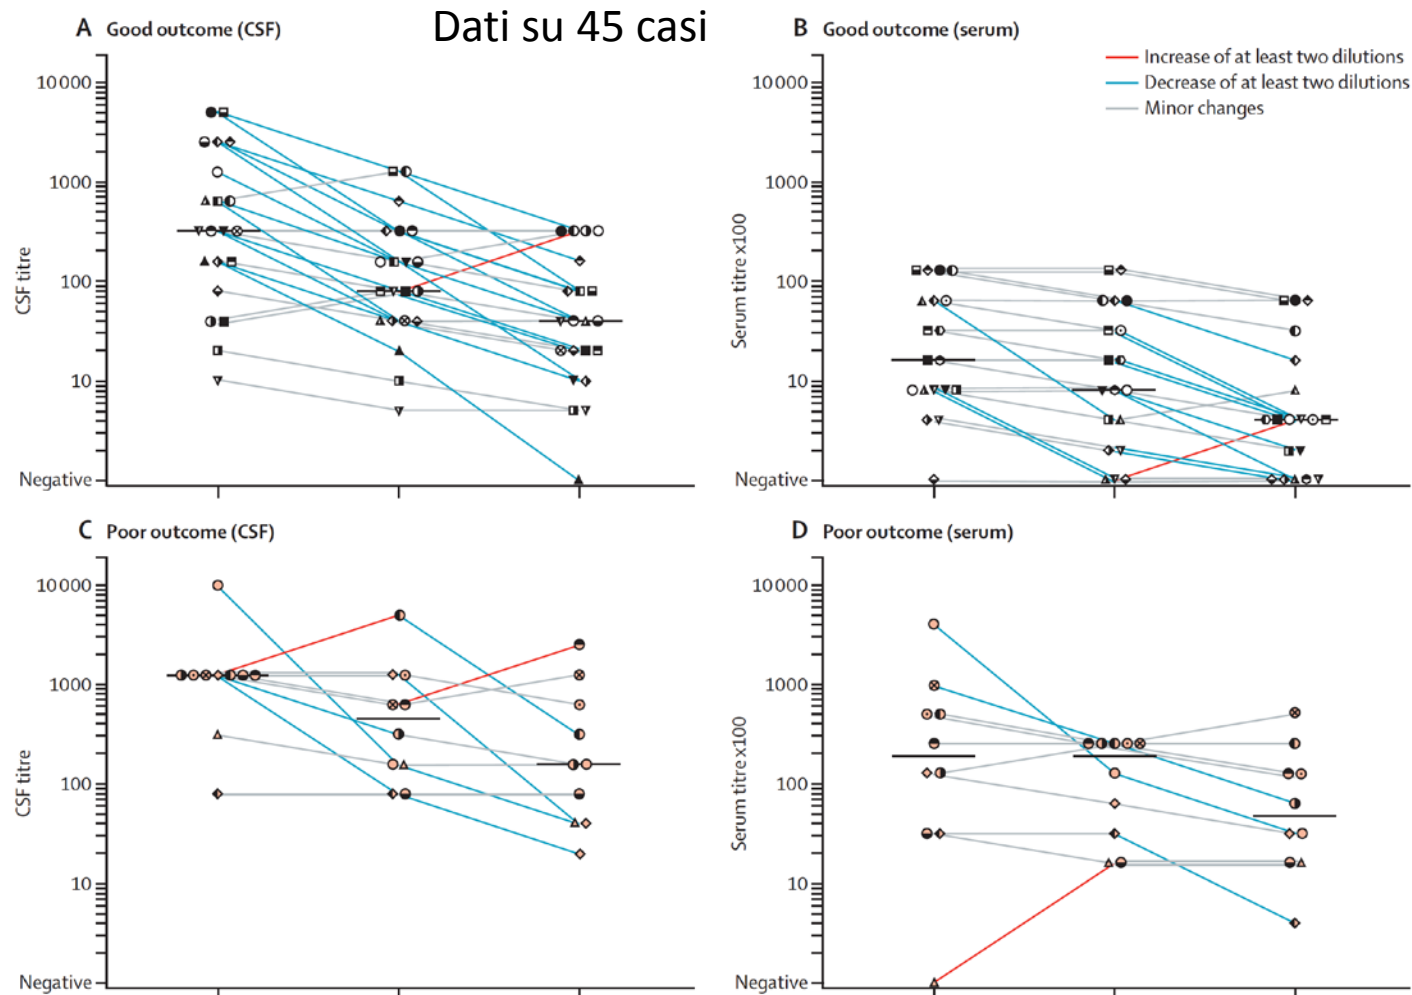 Dati su 45 casi
A Good outcome (CSF)
10000
1000
100
10
Negative
CSF titre
B Good outcome (serum)
Increase of at least two dilutions
Decrease of at least two dilutions
Minor changes
10000
1000
100
10
Negative
Serum titre x100
C Poor outcome (CSF)
10000
1000
100
10
Negative
CSF titre
D Poor outcome (serum)
10000
1000
100
10
Negative
Serum titre x100